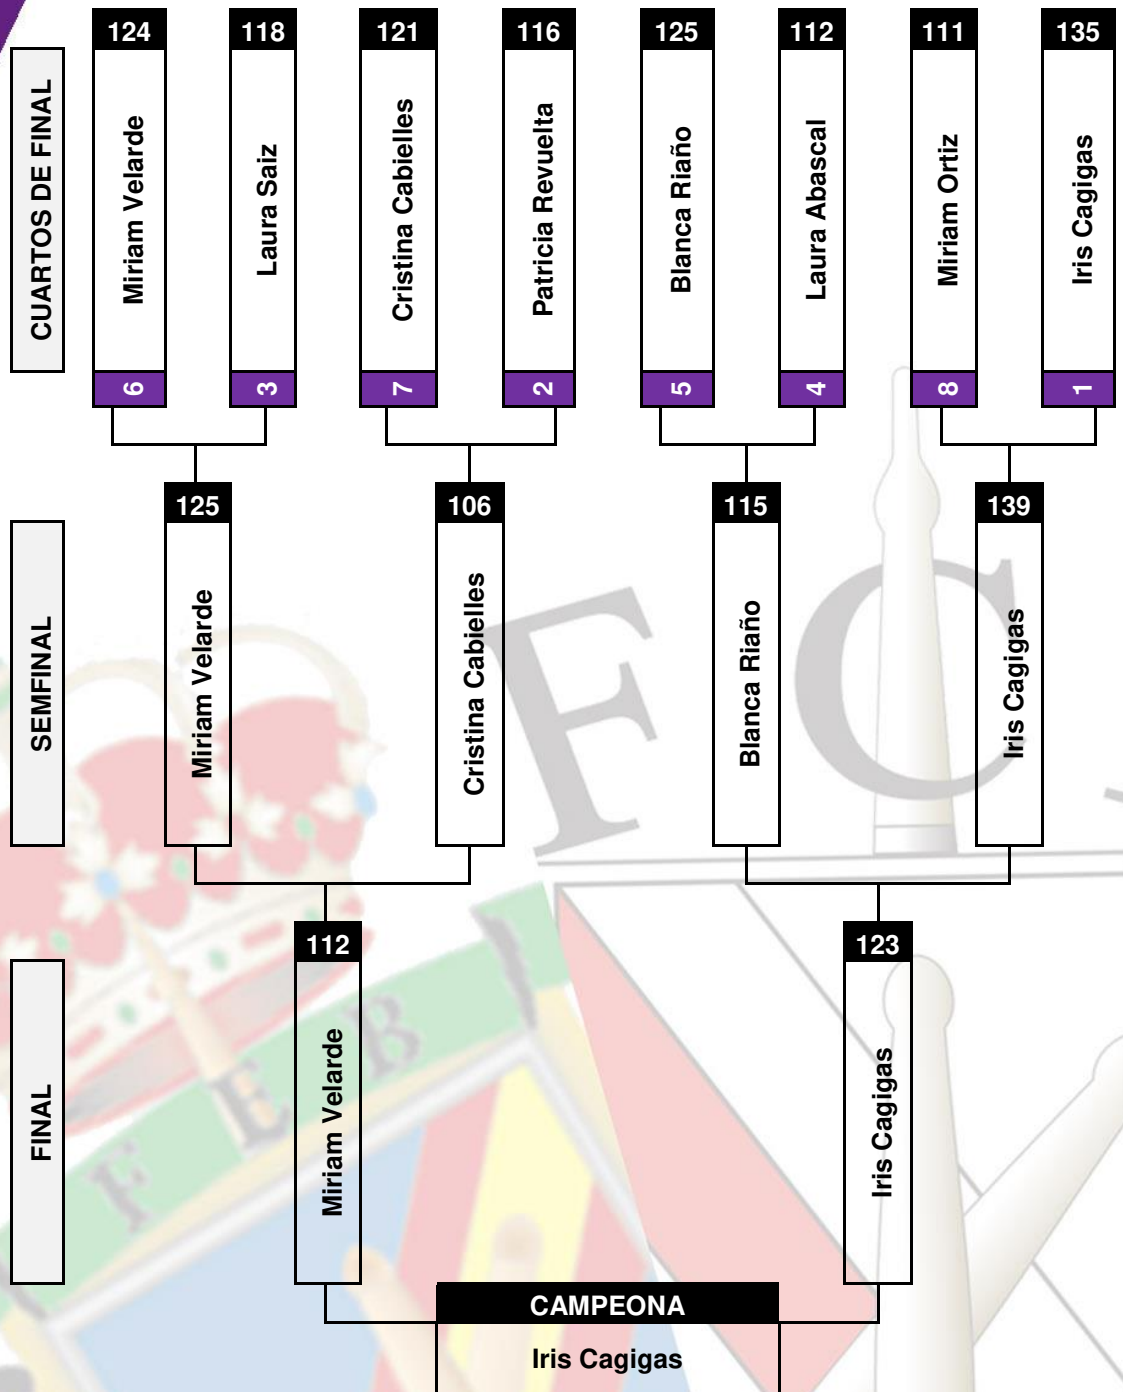 124
118
121
116
125
112
111
135
CUARTOS DE FINAL
Miriam Velarde
Laura Saiz
Cristina Cabielles
Patricia Revuelta
Blanca Riaño
Laura Abascal
Miriam Ortiz
Iris Cagigas
6
3
7
2
5
4
8
1
125
106
115
139
SEMFINAL
Miriam Velarde
Cristina Cabielles
Blanca Riaño
Iris Cagigas
F C
112
123
FINAL
Miriam Velarde
Iris Cagigas
F E B
CAMPEONA
Iris Cagigas